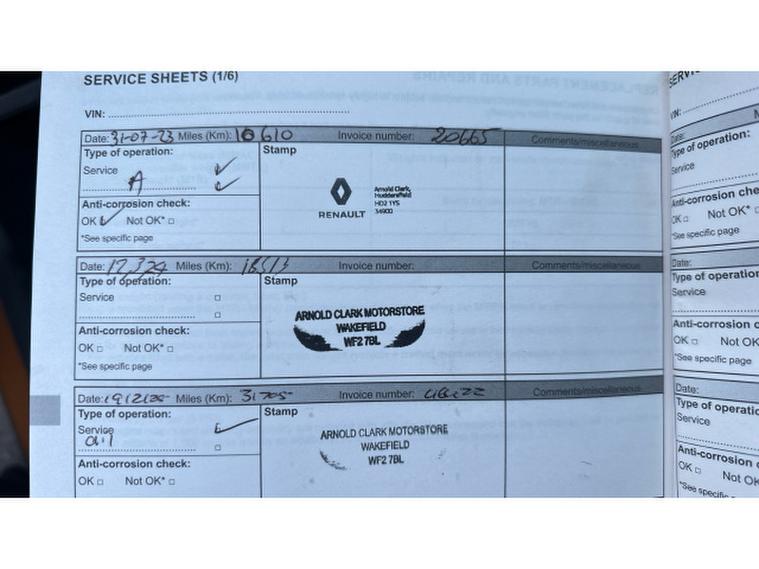 SERVICE SHEETS (1/6)
VIN:
Date: 31-07-23 Miles (Km): 10610 Invoice number: 20665 Comments/miscellaneous
Type of operation: Stamp
Service
A
Arnold Clark,
Huddersfield
HD2 1YS
34900
RENAULT
Anti-corrosion check:
OK Not OK*
*See specific page
Date: Miles (Km): Invoice number: Comments/miscellaneous
Type of operation: Stamp
Service
ARNOLD CLARK MOTORSTORE
WAKEFIELD
WF2 7BL
Anti-corrosion check:
OK Not OK*
*See specific page
Date: Miles (Km): 31705 Invoice number: Comments/miscellaneous
Type of operation: Stamp
Service
oil
ARNOLD CLARK MOTORSTORE
WAKEFIELD
WF2 7BL
Anti-corrosion check:
OK Not OK*
Date:
Type of operation:
Service
Anti-corrosion
OK Not OK*
*See specific page
Date:
Type of
Service
Anti-corrosion
OK Not OK*
*See specific page
Date:
Type of
Service
Anti-corrosion
OK Not
*See specific